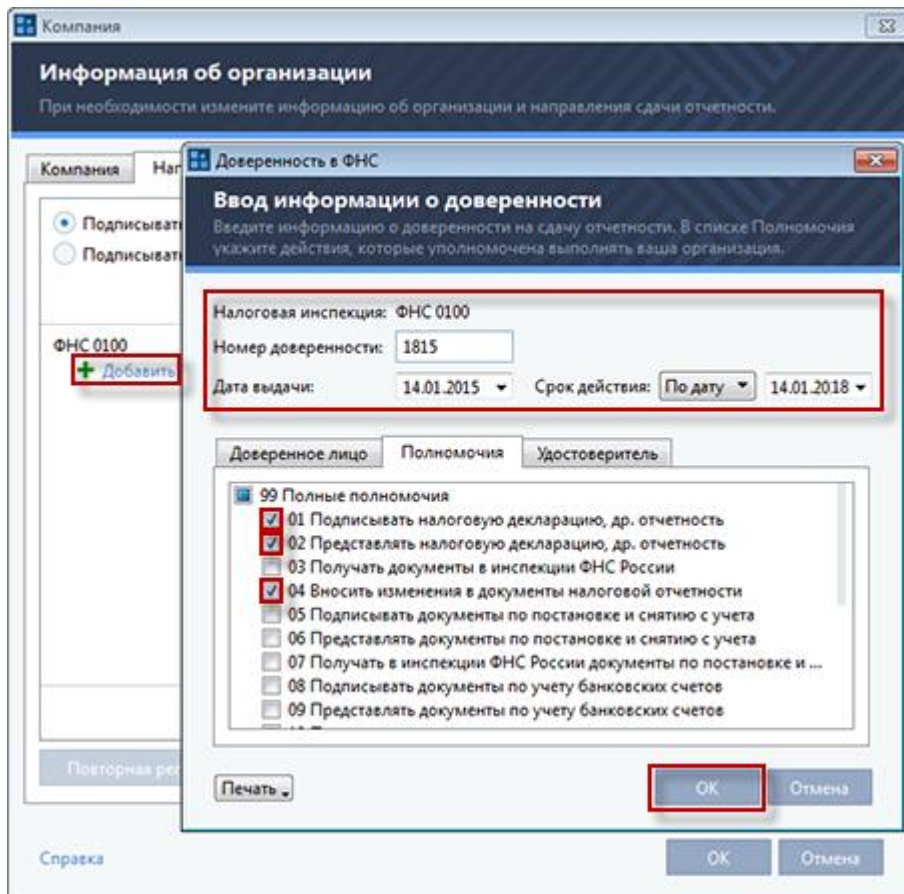 Компания
Информация об организации
При необходимости измените информацию об организации и направления сдачи отчетности.
Компания Нап
Подписывать
Подписывать
ФНС 0100
Добавить
Повторная рег
Справка
ОК Отмена
Доверенность в ФНС
Ввод информации о доверенности
Введите информацию о доверенности на сдачу отчетности. В списке Полномочия
укажите действия, которые уполномочена выполнять ваша организация.
Налоговая инспекция: ФНС 0100
Номер доверенности: 1815
Дата выдачи: 14.01.2015 Срок действия: По дату 14.01.2018
Доверенное лицо Полномочия Удостоверитель
99 Полные полномочия
01 Подписывать налоговую декларацию, др. отчетность
02 Представлять налоговую декларацию, др. отчетность
03 Получать документы в инспекции ФНС России
04 Вносить изменения в документы налоговой отчетности
05 Подписывать документы по постановке и снятию с учета
06 Представлять документы по постановке и снятию с учета
07 Получать в инспекции ФНС России документы по постановке и ...
08 Подписывать документы по учету банковских счетов
09 Представлять документы по учету банковских счетов
Печать
ОК Отмена